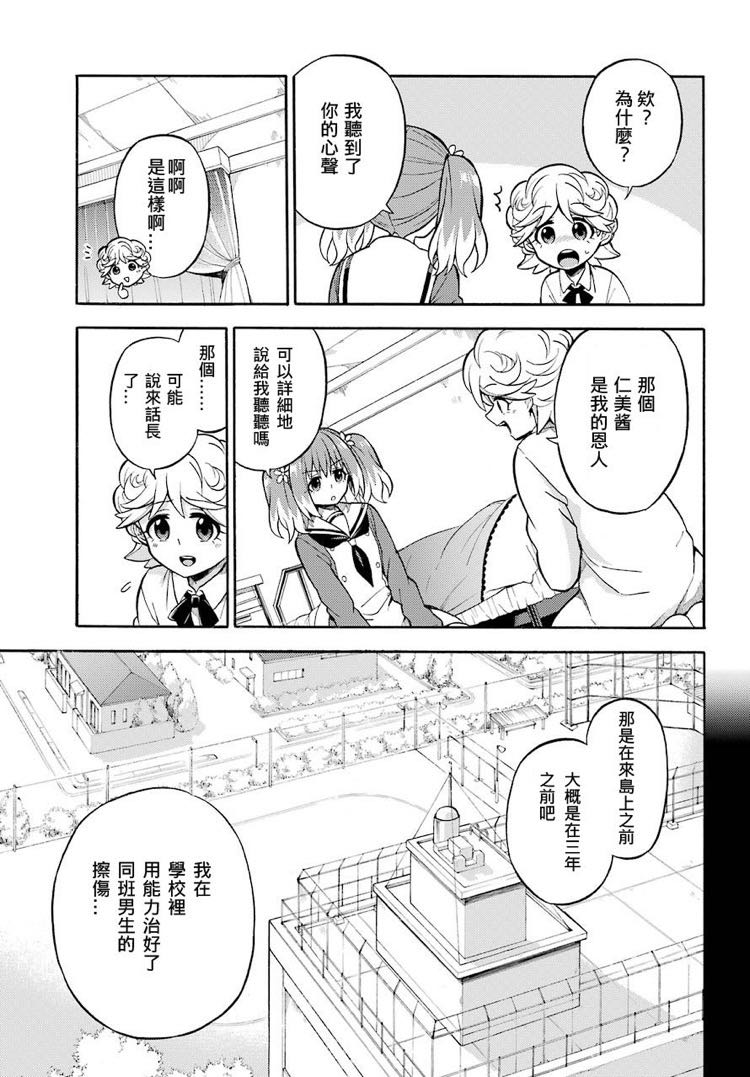 欸？
為什麼？
我聽到了
你的心聲
啊啊
是這樣啊…
那個
仁美醬
是我的恩人
可以詳細地
說給我聽聽嗎
那個……
可能
說來話長
了…
那是在來島上之前
大概是在三年
之前吧
我在
學校裡
用能力治好了
同班男生的
擦傷…